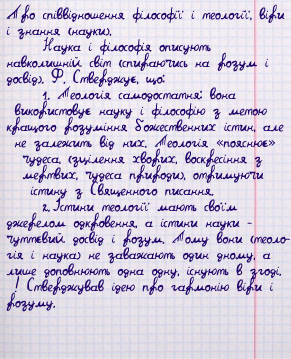 Про співвідношення філософії і теології, віри
і знання (науки).
Наука і філософія описують
навколишній світ (спираючись на розум і
досвід). Ф. Стверджує, що:
1. Теологія самодостатня: вона
використовує науку і філософію з метою
кращого розуміння божественних істин, але
не залежить від них. Теологія «пояснює»
чудеса, (зцілення хворих, воскресіння з
мертвих, чудеса природи), отримуючи
істину з Священного писання.
2. Істини теології мають своїм
джерелом одкровення, а істини науки -
чуттєвий досвід і розум. Тому вони (теоло-
гія і наука) не заважають один одному, а
лише доповнюють одна одну, існують в згоді.
! Стверджував ідею про гармонію віри і
розуму.